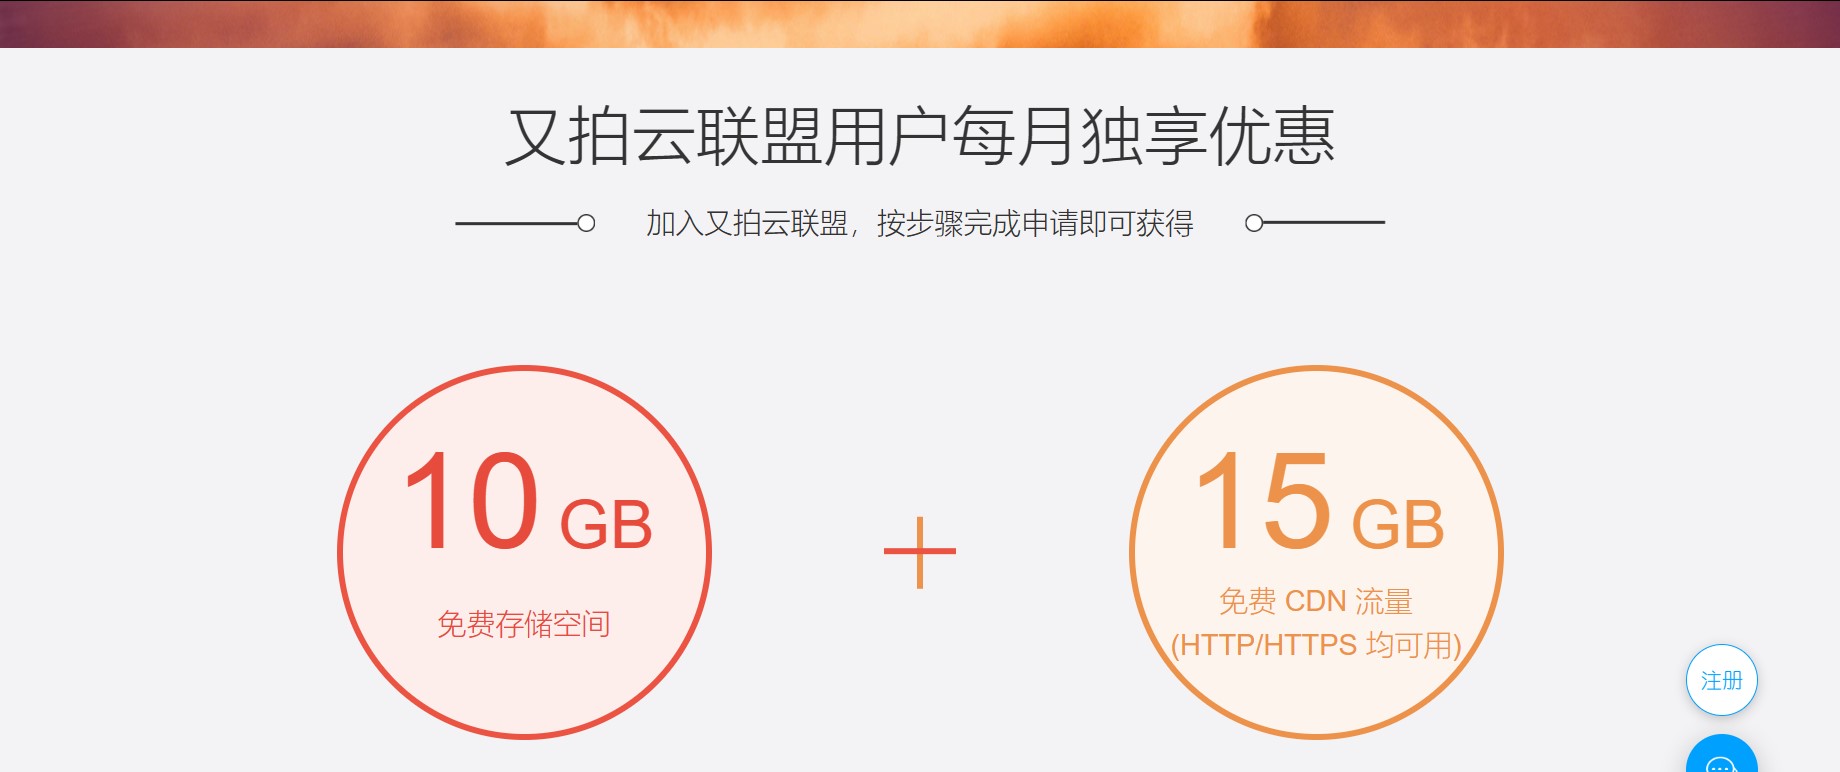 又拍云联盟用户每月独享优惠
加入又拍云联盟，按步骤完成申请即可获得
10 GB
免费存储空间
15 GB
免费 CDN 流量
(HTTP/HTTPS 均可用)
注册